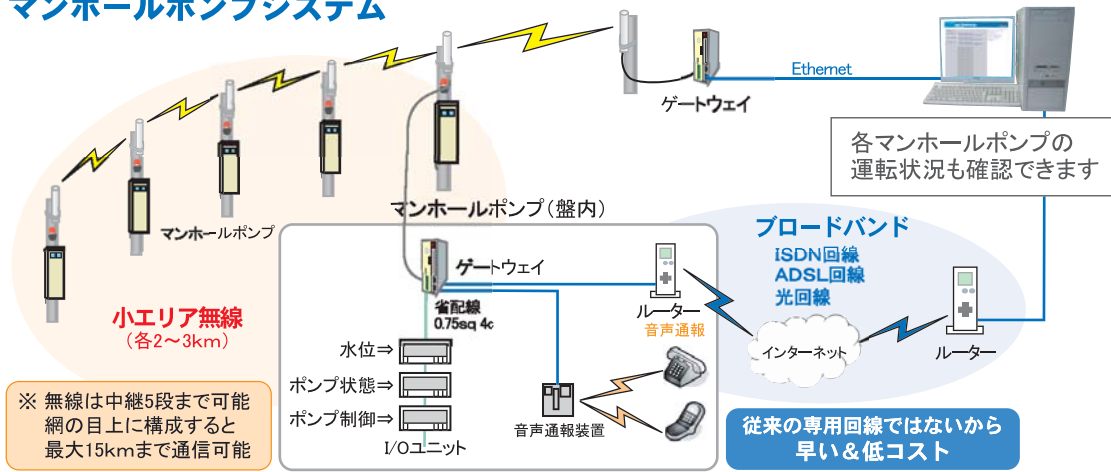 マンホールポンプシステム
Ethernet
ゲートウェイ
各マンホールポンプの
運転状況も確認できます
マンホールポンプ(盤内)
マンホールポンプ
小エリア無線
(各2〜3km)
※ 無線は中継5段まで可能
網の目上に構成すると
最大15kmまで通信可能
ゲートウェイ
省配線
0.75sq 4c
水位⇒
ポンプ状態⇒
ポンプ制御⇒
I/Oユニット
音声通報装置
ルーター
音声通報
ブロードバンド
ISDN回線
ADSL回線
光回線
インターネット
ルーター
従来の専用回線ではないから
早い&低コスト